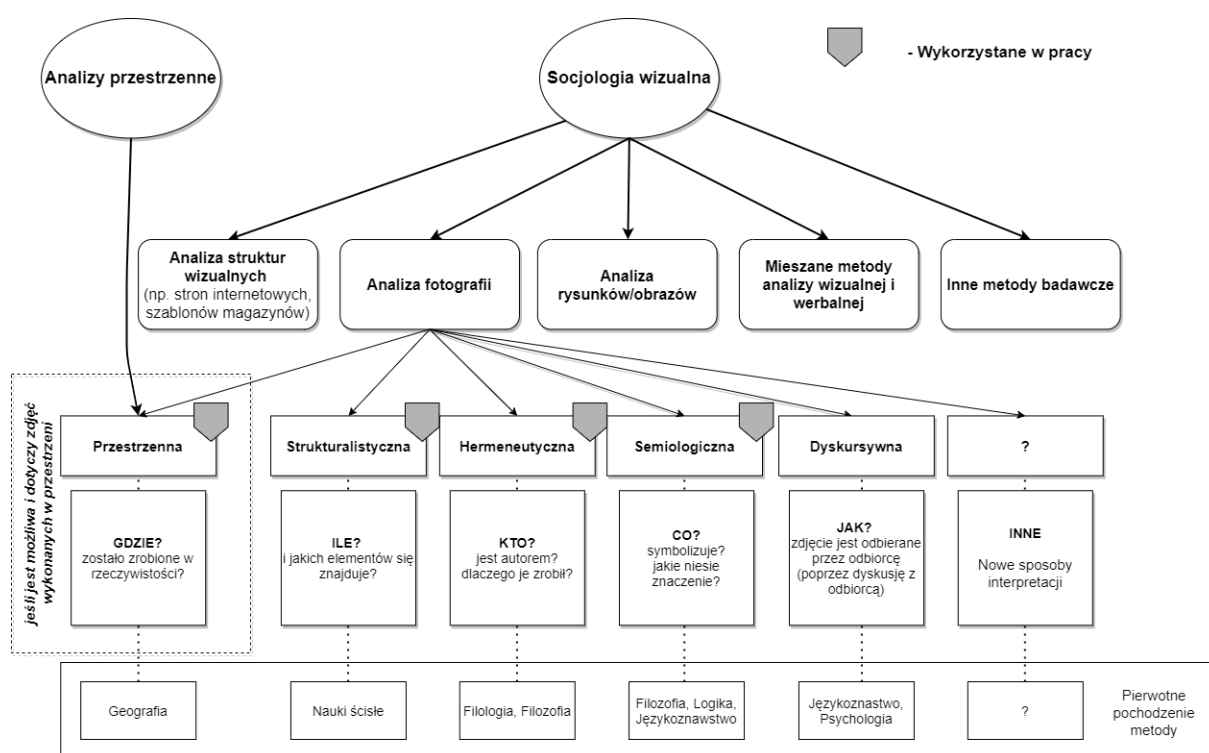 Analizy przestrzenne
Socjologia wizualna
- Wykorzystane w pracy
Analiza struktur
wizualnych
(np. stron internetowych,
szablonów magazynów)
Analiza fotografii
Analiza
rysunków/obrazów
Mieszane metody
analizy wizualnej i
werbalnej
Inne metody badawcze
jeśli jest możliwa i dotyczy zdjęć
wykonanych w przestrzeni
Przestrzenna
Strukturalistyczna
Hermeneutyczna
Semiologiczna
Dyskursywna
?
GDZIE?
zostało zrobione w
rzeczywistości?
ILE?
i jakich elementów się
znajduje?
KTO?
jest autorem?
dlaczego je zrobił?
CO?
symbolizuje?
jakie niesie
znaczenie?
JAK?
zdjęcie jest odbierane
przez odbiorcę
(poprzez dyskusję z
odbiorcą)
INNE
Nowe sposoby
interpretacji
Geografia
Nauki ścisłe
Filologia, Filozofia
Filozofia, Logika,
Językoznawstwo
Językoznastwo,
Psychologia
?
Pierwotne
pochodzenie
metody